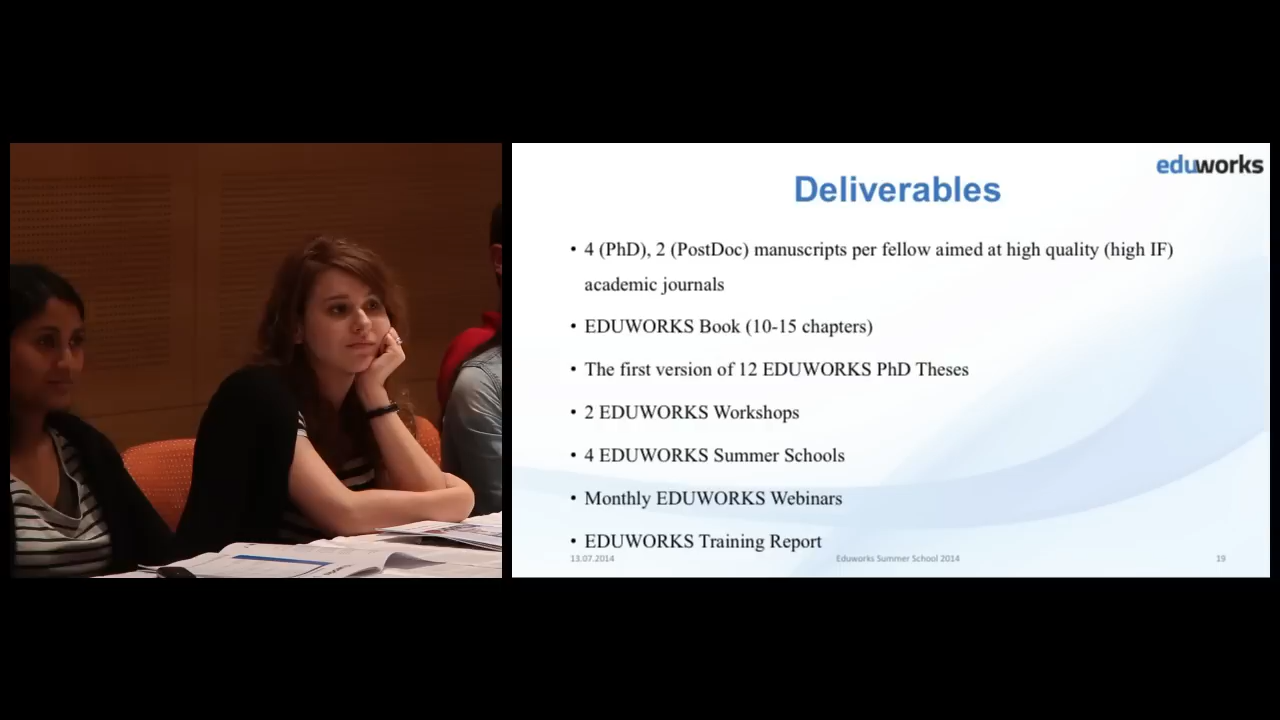 eduworks
Deliverables
• 4 (PhD), 2 (PostDoc) manuscripts per fellow aimed at high quality (high IF)
academic journals
• EDUWORKS Book (10-15 chapters)
• The first version of 12 EDUWORKS PhD Theses
• 2 EDUWORKS Workshops
• 4 EDUWORKS Summer Schools
• Monthly EDUWORKS Webinars
• EDUWORKS Training Report
13.07.2014 Eduworks Summer School 2014 19